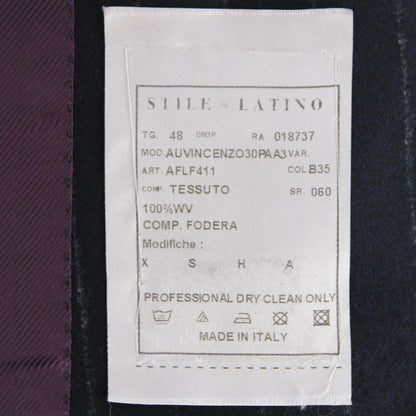 STILE LATINO
TG. 48 DROP RA 018737
MOD. AUVINCENZO30PAA3 VAR.
ART. AFLF411 COL B35
COMP. TESSUTO SR. 060
100%WV
COMP. FODERA
Modifiche :
X S H A
PROFESSIONAL DRY CLEAN ONLY
MADE IN ITALY